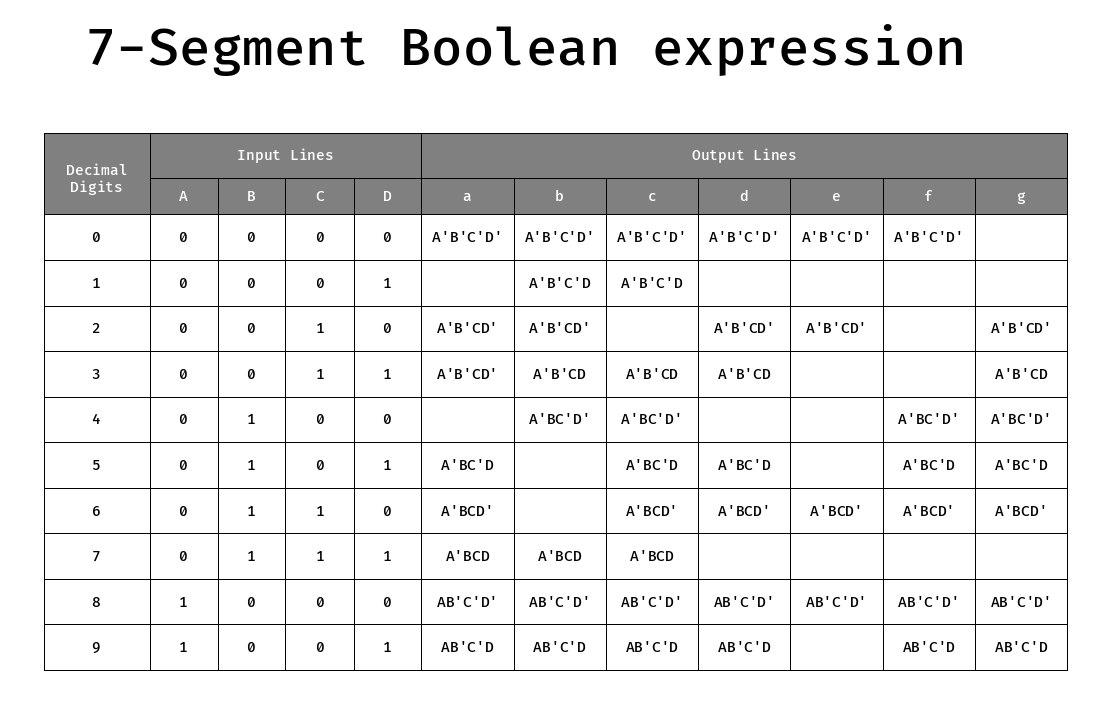 7-Segment Boolean expression
Decimal Digits Input Lines Output Lines
A B C D a b c d e f g
0 0 0 0 0 A'B'C'D' A'B'C'D' A'B'C'D' A'B'C'D' A'B'C'D' A'B'C'D'
1 0 0 0 1 A'B'C'D A'B'C'D
2 0 0 1 0 A'B'CD' A'B'CD' A'B'CD' A'B'CD' A'B'CD'
3 0 0 1 1 A'B'CD' A'B'CD A'B'CD A'B'CD A'B'CD
4 0 1 0 0 A'BC'D' A'BC'D' A'BC'D' A'BC'D'
5 0 1 0 1 A'BC'D A'BC'D A'BC'D A'BC'D A'BC'D
6 0 1 1 0 A'BCD' A'BCD' A'BCD' A'BCD' A'BCD' A'BCD'
7 0 1 1 1 A'BCD A'BCD A'BCD
8 1 0 0 0 AB'C'D' AB'C'D' AB'C'D' AB'C'D' AB'C'D' AB'C'D' AB'C'D'
9 1 0 0 1 AB'C'D AB'C'D AB'C'D AB'C'D AB'C'D AB'C'D